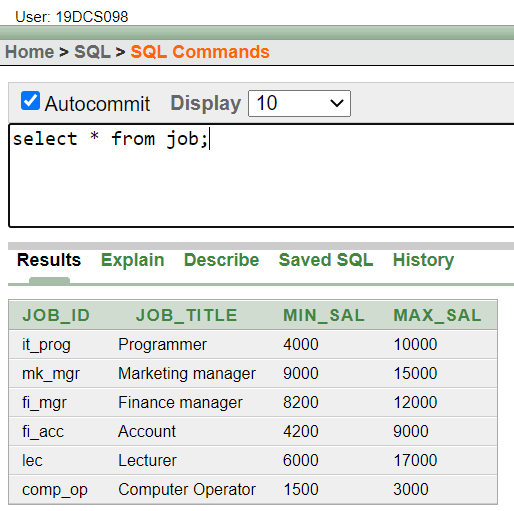 User: 19DCS098
Home > SQL > SQL Commands
Autocommit Display 10
select * from job;
Results Explain Describe Saved SQL History
JOB_ID JOB_TITLE MIN_SAL MAX_SAL
it_prog Programmer 4000 10000
mk_mgr Marketing manager 9000 15000
fi_mgr Finance manager 8200 12000
fi_acc Account 4200 9000
lec Lecturer 6000 17000
comp_op Computer Operator 1500 3000